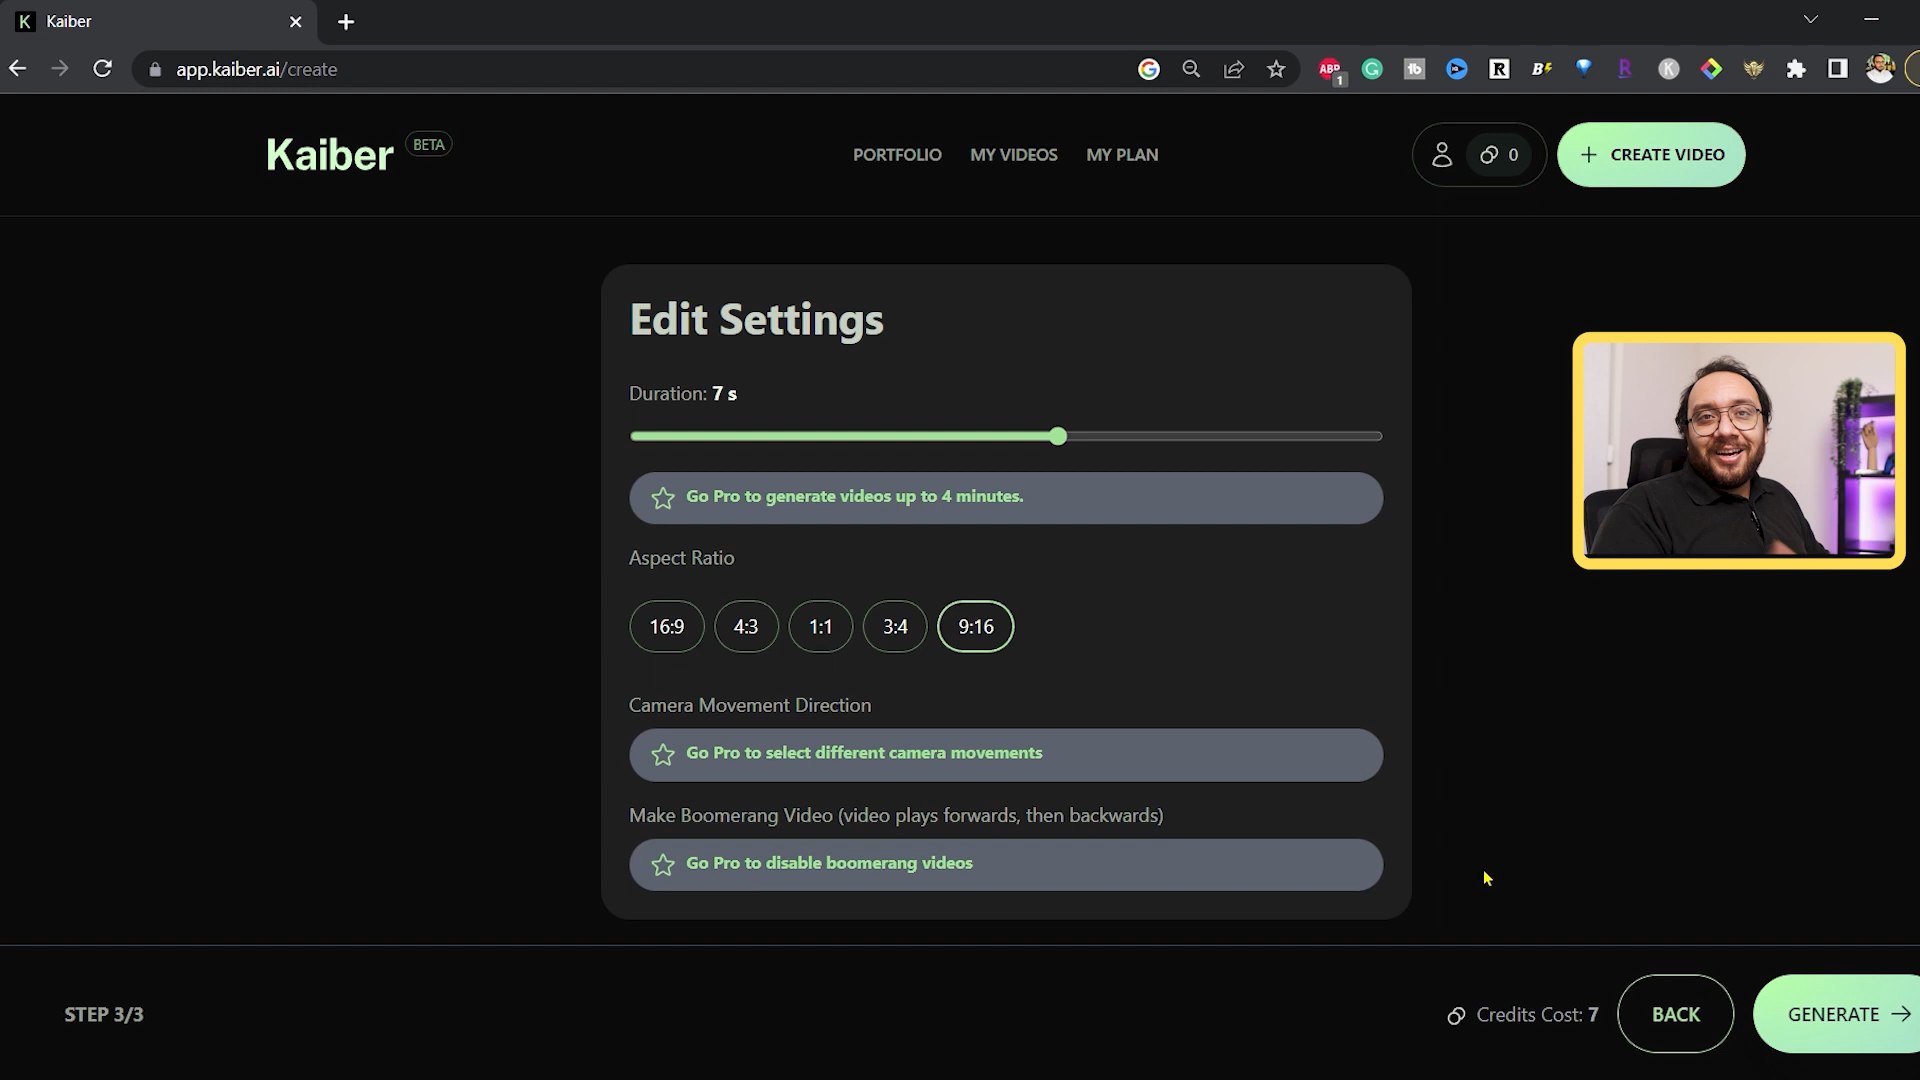 Kaiber
app.kaiber.ai/create
ABP
1
Kaiber BETA
PORTFOLIO MY VIDEOS MY PLAN
0
+ CREATE VIDEO
Edit Settings
Duration: 7 s
Go Pro to generate videos up to 4 minutes.
Aspect Ratio
16:9 4:3 1:1 3:4 9:16
Camera Movement Direction
Go Pro to select different camera movements
Make Boomerang Video (video plays forwards, then backwards)
Go Pro to disable boomerang videos
STEP 3/3
Credits Cost: 7
BACK
GENERATE →